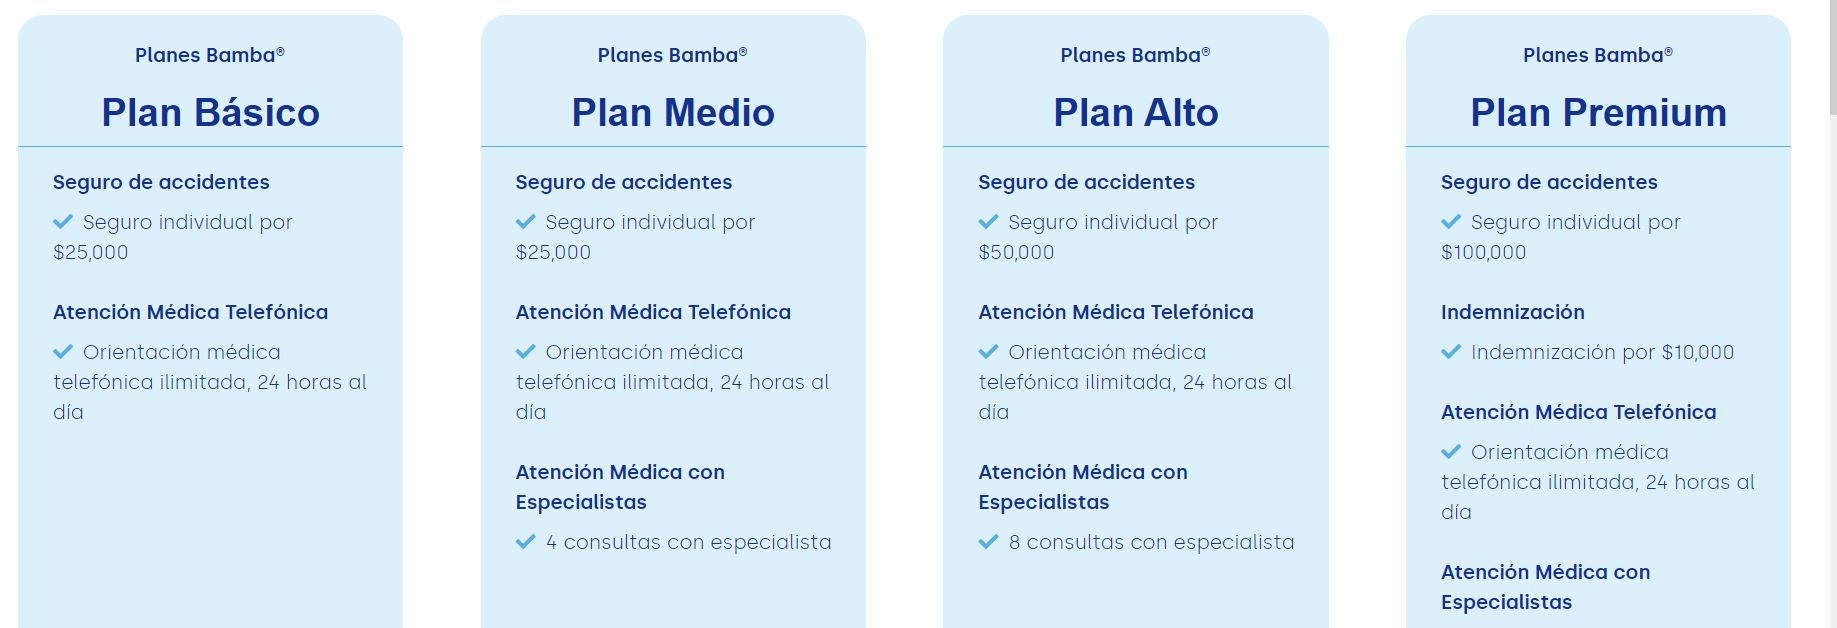 Planes Bamba®
Plan Básico
Seguro de accidentes
Seguro individual por
$25,000
Atención Médica Telefónica
Orientación médica
telefónica ilimitada, 24 horas al
día
Planes Bamba®
Plan Medio
Seguro de accidentes
Seguro individual por
$25,000
Atención Médica Telefónica
Orientación médica
telefónica ilimitada, 24 horas al
día
Atención Médica con
Especialistas
4 consultas con especialista
Planes Bamba®
Plan Alto
Seguro de accidentes
Seguro individual por
$50,000
Atención Médica Telefónica
Orientación médica
telefónica ilimitada, 24 horas al
día
Atención Médica con
Especialistas
8 consultas con especialista
Planes Bamba®
Plan Premium
Seguro de accidentes
Seguro individual por
$100,000
Indemnización
Indemnización por $10,000
Atención Médica Telefónica
Orientación médica
telefónica ilimitada, 24 horas al
día
Atención Médica con
Especialistas